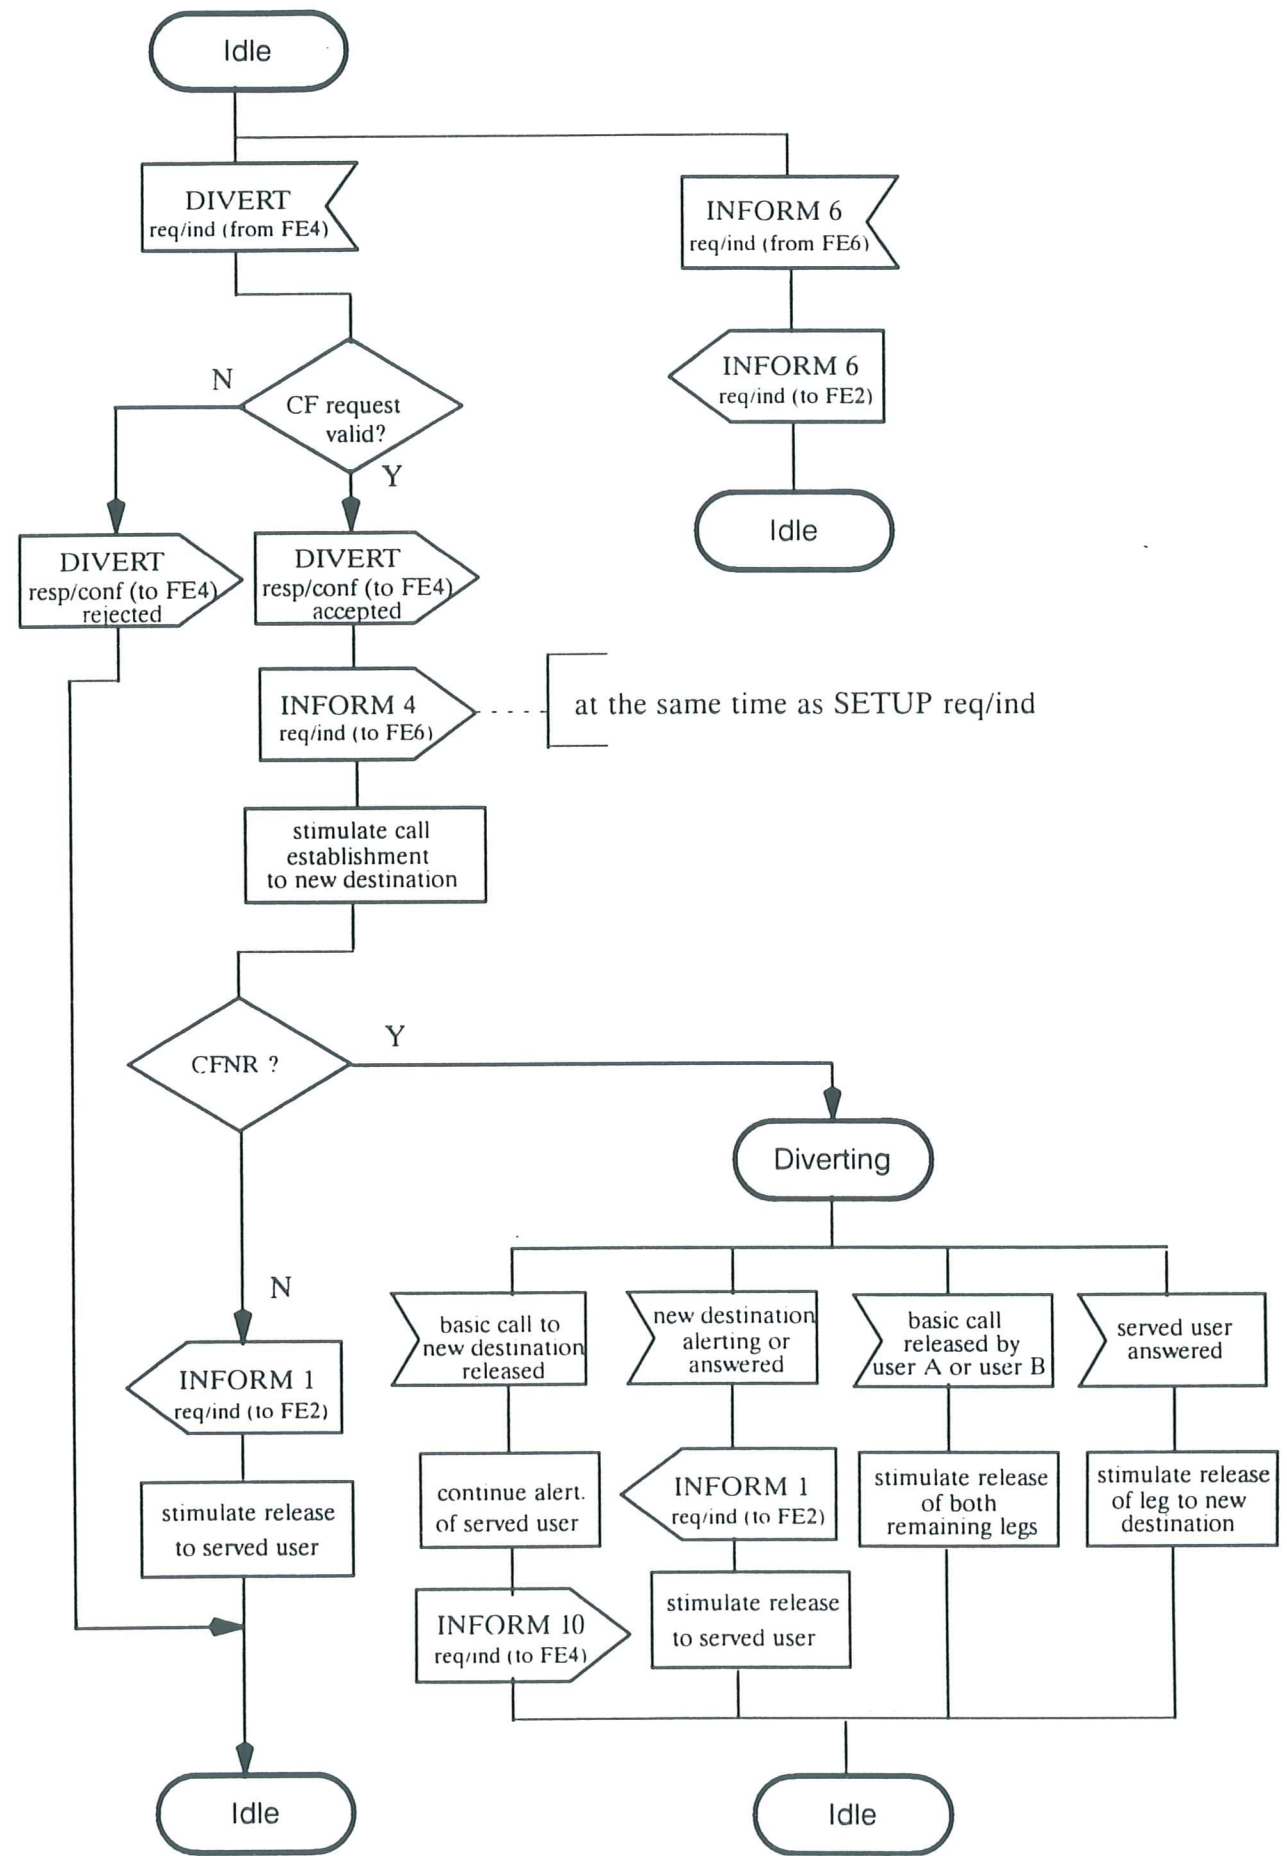 Idle
DIVERT
req/ind (from FE4)
INFORM 6
req/ind (from FE6)
INFORM 6
req/ind (to FE2)
Idle
N
CF request
valid?
Y
DIVERT
resp/conf (to FE4)
rejected
DIVERT
resp/conf (to FE4)
accepted
INFORM 4
req/ind (to FE6)
at the same time as SETUP req/ind
stimulate call
establishment
to new destination
CFNR ?
Y
Diverting
N
INFORM 1
req/ind (to FE2)
stimulate release
to served user
Idle
basic call to
new destination
released
continue alert.
of served user
INFORM 10
req/ind (to FE4)
new destination
alerting or
answered
INFORM 1
req/ind (to FE2)
stimulate release
to served user
basic call
released by
user A or user B
stimulate release
of both
remaining legs
served user
answered
stimulate release
of leg to new
destination
Idle